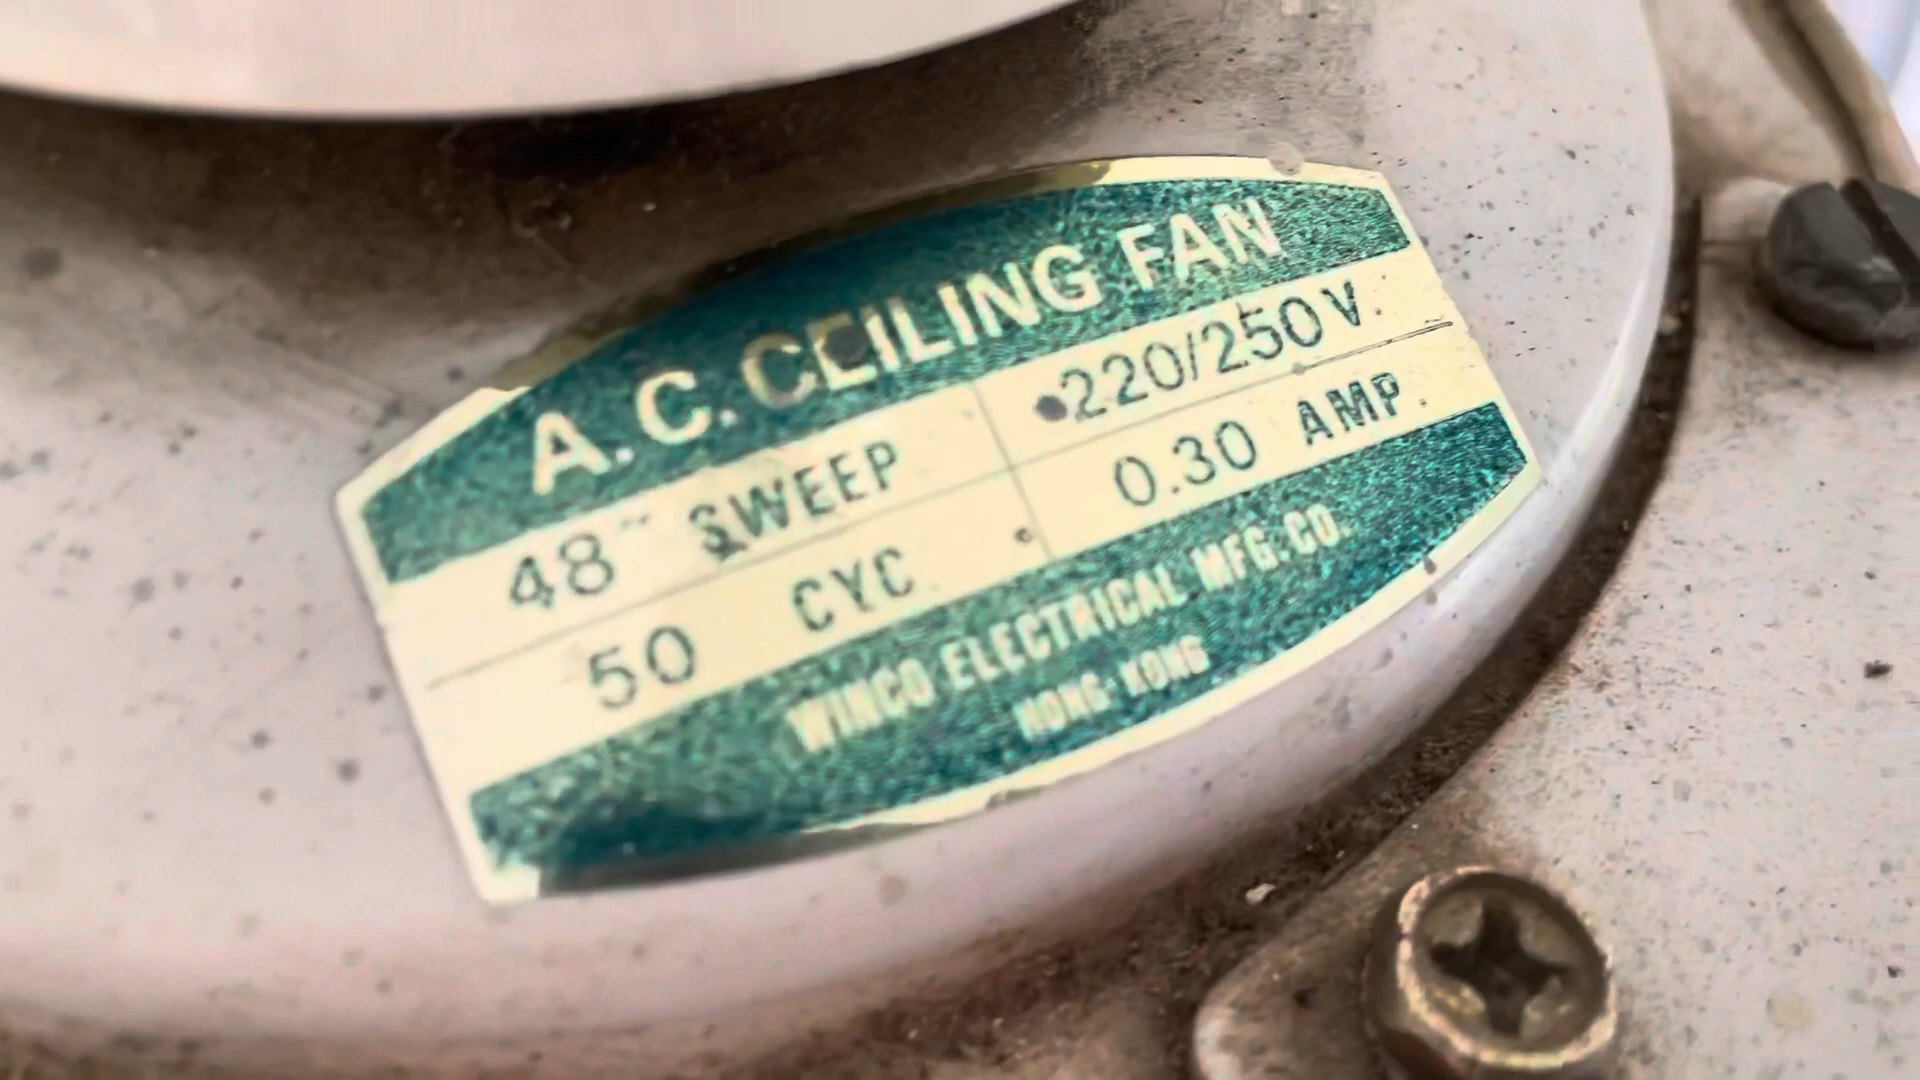 A.C. CEILING FAN
48" SWEEP 220/250 V.
50 CYC. 0.30 AMP.
WINCO ELECTRICAL MFG. CO.
HONG KONG